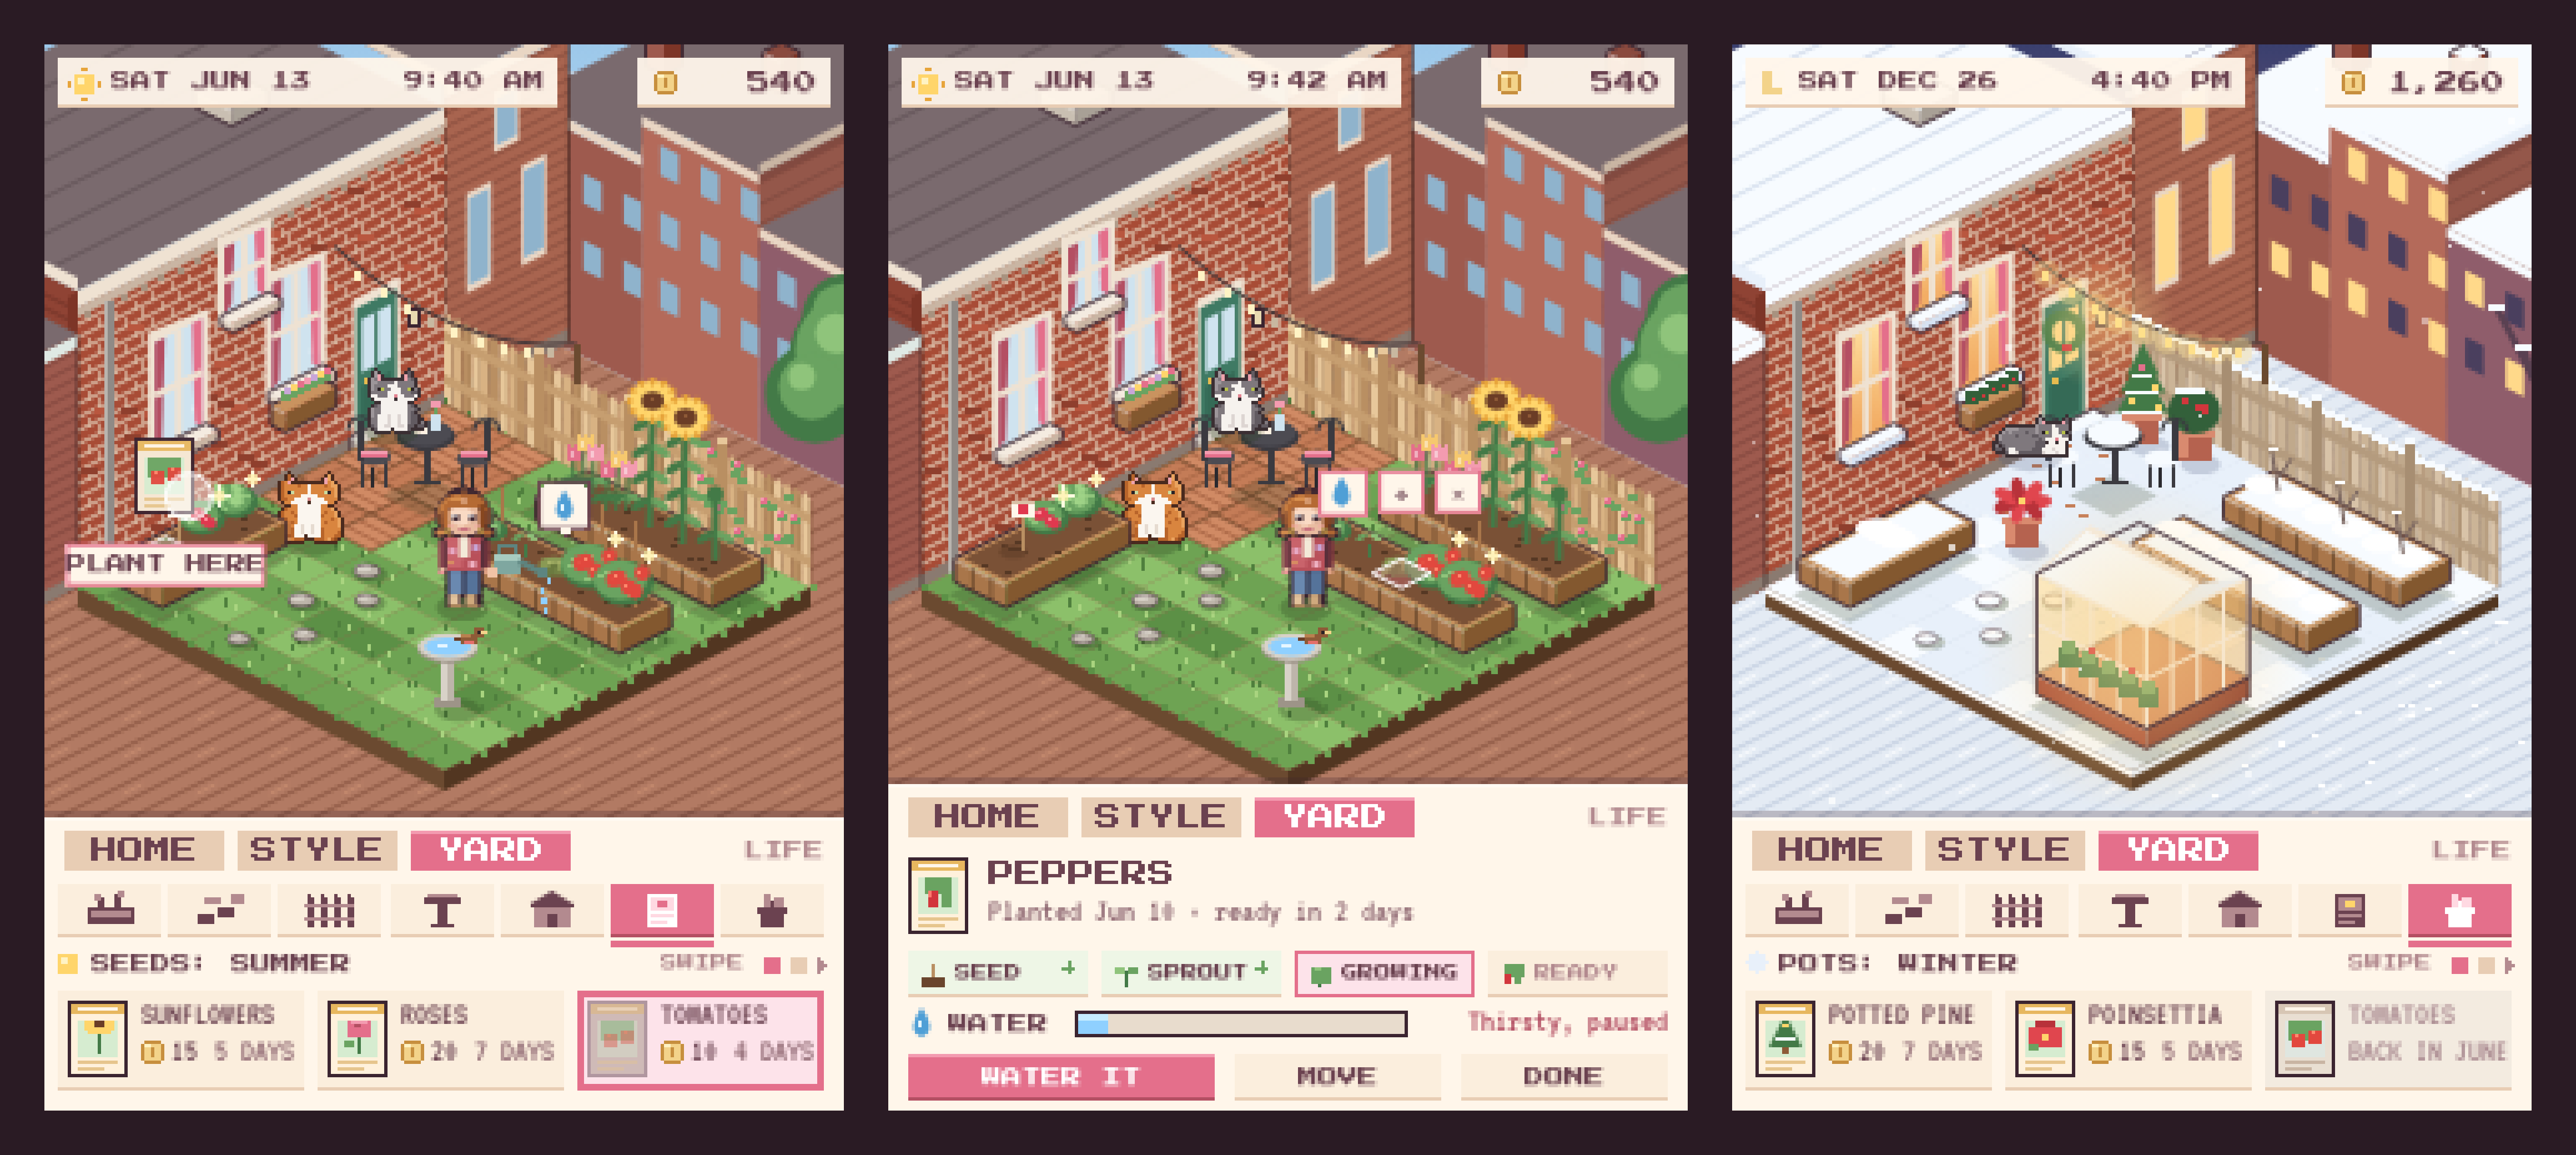 SAT JUN 13 9:40 AM 540
PLANT HERE
HOME STYLE YARD LIFE
SEEDS: SUMMER SWIPE
SUNFLOWERS
15 5 DAYS
ROSES
20 7 DAYS
TOMATOES
10 4 DAYS
SAT JUN 13 9:42 AM 540
HOME STYLE YARD LIFE
PEPPERS
Planted Jun 10 · ready in 2 days
SEED + SPROUT + GROWING READY
WATER Thirsty, paused
WATER IT MOVE DONE
SAT DEC 26 4:40 PM 1,260
HOME STYLE YARD LIFE
POTS: WINTER SWIPE
POTTED PINE
20 7 DAYS
POINSETTIA
15 5 DAYS
TOMATOES
BACK IN JUNE